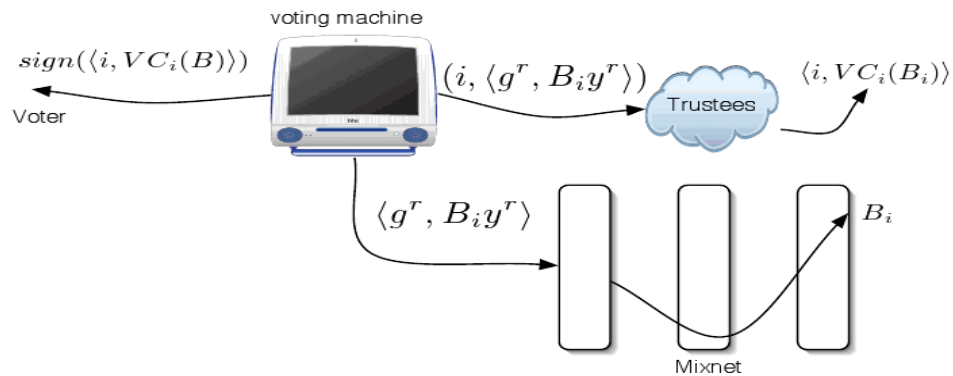 voting machine
sign(⟨i, VC_i(B)⟩)
Voter
(i, ⟨g^r, B_i y^r⟩)
Trustees
⟨i, VC_i(B_i)⟩
⟨g^r, B_i y^r⟩
B_i
Mixnet